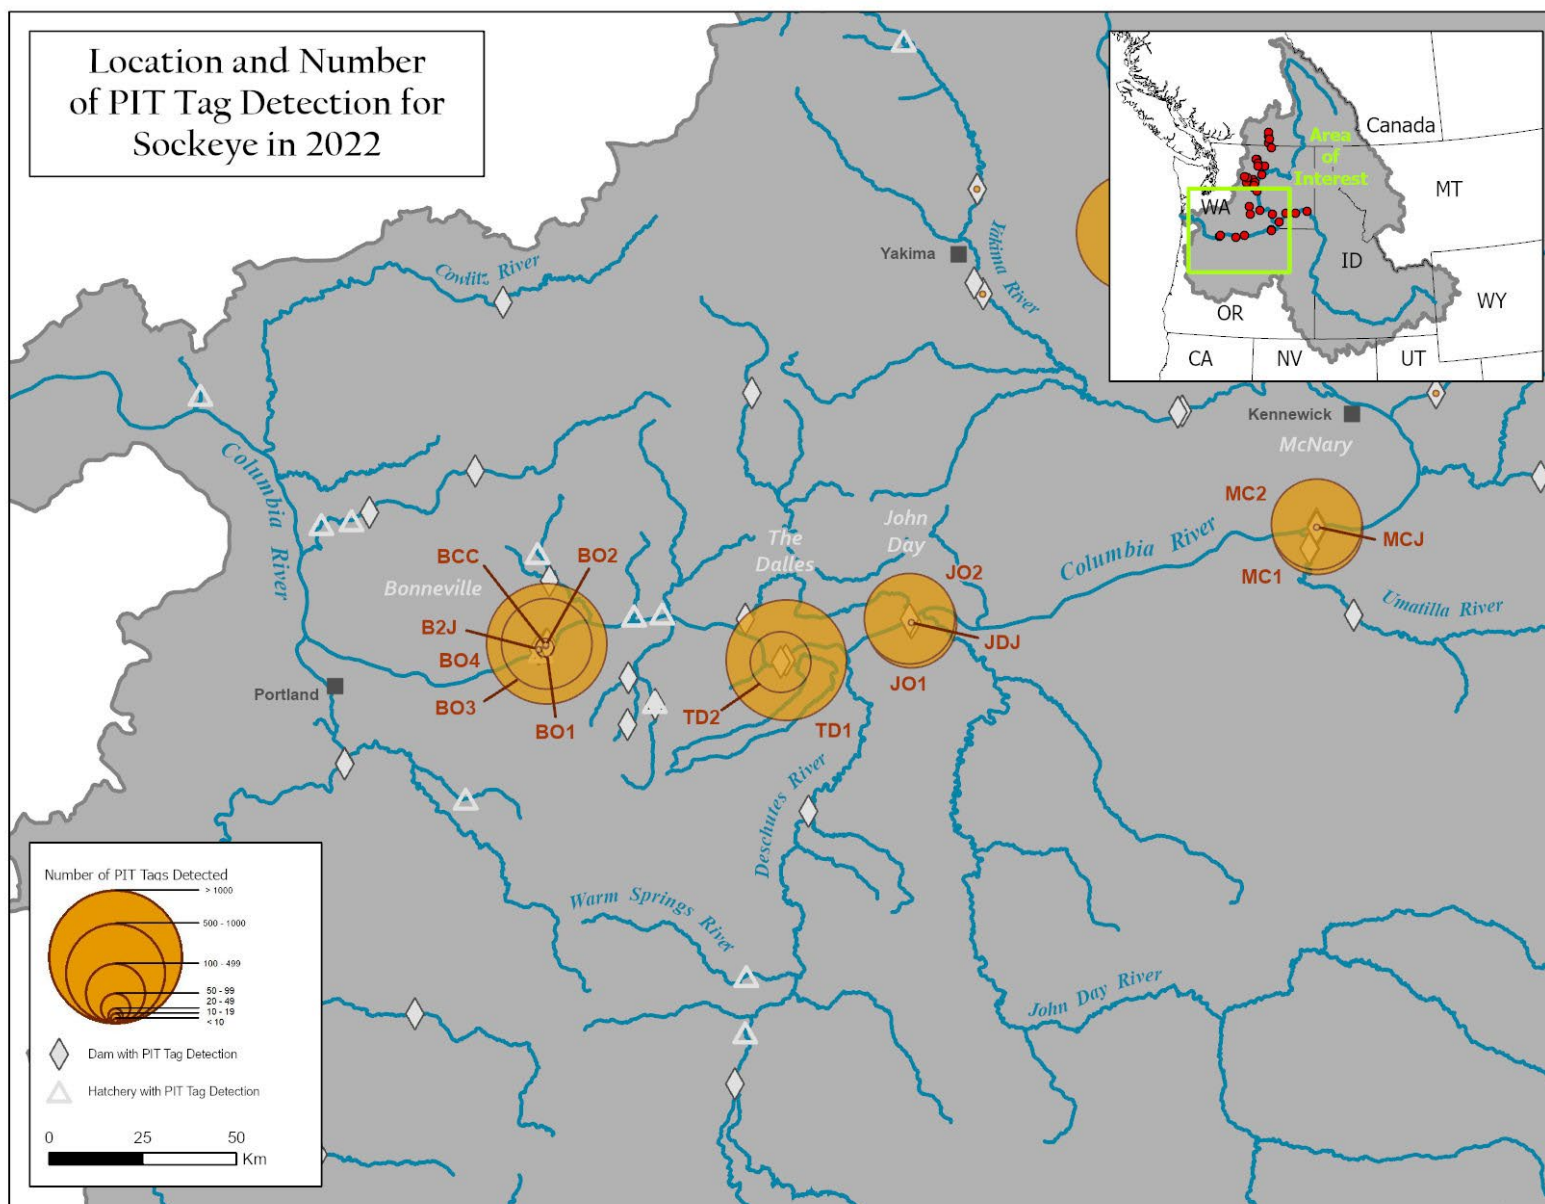 Location and Number
of PIT Tag Detection for
Sockeye in 2022
Canada
Area
of
Interest
WA
MT
ID
OR
WY
CA
NV
UT
Yakima
Yakima River
Cowlitz River
Kennewick
McNary
Columbia River
MC2
MCJ
MC1
John
Day
The
Dalles
Columbia River
Bonneville
BCC
BO2
B2J
BO4
BO3
BO1
JO2
JDJ
JO1
TD2
TD1
Umatilla River
Portland
Deschutes River
Warm Springs River
John Day River
Number of PIT Tags Detected
> 1000
500 - 1000
100 - 499
50 - 99
20 - 49
10 - 19
< 10
Dam with PIT Tag Detection
Hatchery with PIT Tag Detection
0 25 50
Km